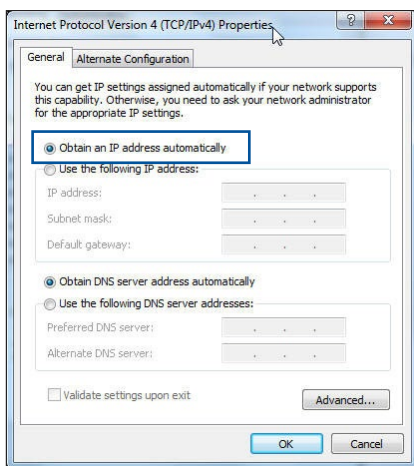 Internet Protocol Version 4 (TCP/IPv4) Properties
General
Alternate Configuration
You can get IP settings assigned automatically if your network supports
this capability. Otherwise, you need to ask your network administrator
for the appropriate IP settings.
Obtain an IP address automatically
Use the following IP address:
IP address:
Subnet mask:
Default gateway:
Obtain DNS server address automatically
Use the following DNS server addresses:
Preferred DNS server:
Alternate DNS server:
Validate settings upon exit
Advanced...
OK
Cancel